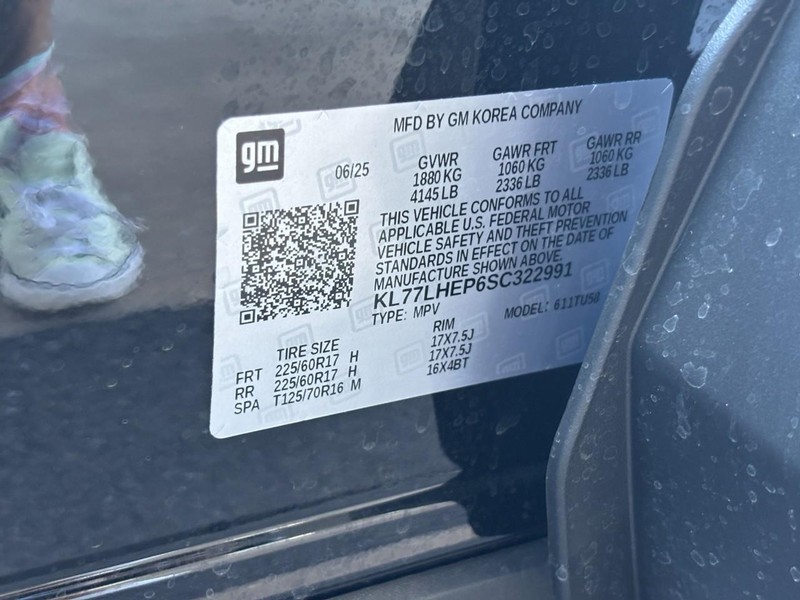 MFD BY GM KOREA COMPANY
gm
06/25
GVWR GAWR FRT GAWR RR
1880 KG 1060 KG 1060 KG
4145 LB 2336 LB 2336 LB
THIS VEHICLE CONFORMS TO ALL
APPLICABLE U.S. FEDERAL MOTOR
VEHICLE SAFETY AND THEFT PREVENTION
STANDARDS IN EFFECT ON THE DATE OF
MANUFACTURE SHOWN ABOVE.
KL77LHEP6SC322991
TYPE: MPV MODEL: 611TU58
TIRE SIZE RIM
FRT 225/60R17 H 17X7.5J
RR 225/60R17 H 17X7.5J
SPA T125/70R16 M 16X4BT